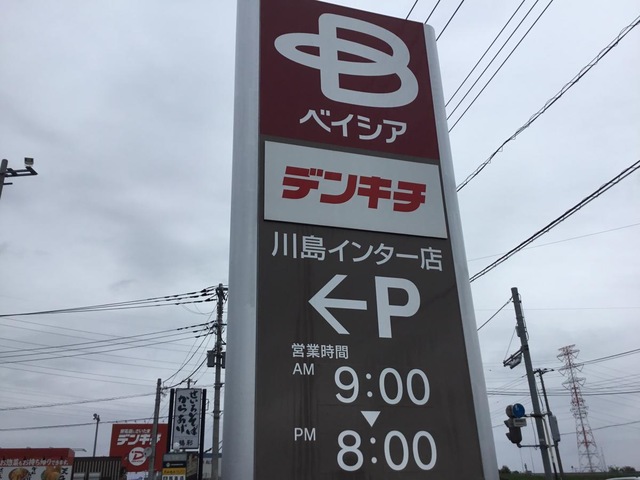 B
ベイシア
デンキチ
川島インター店
←P
営業時間
AM 9:00
▼
PM 8:00
デンキチ